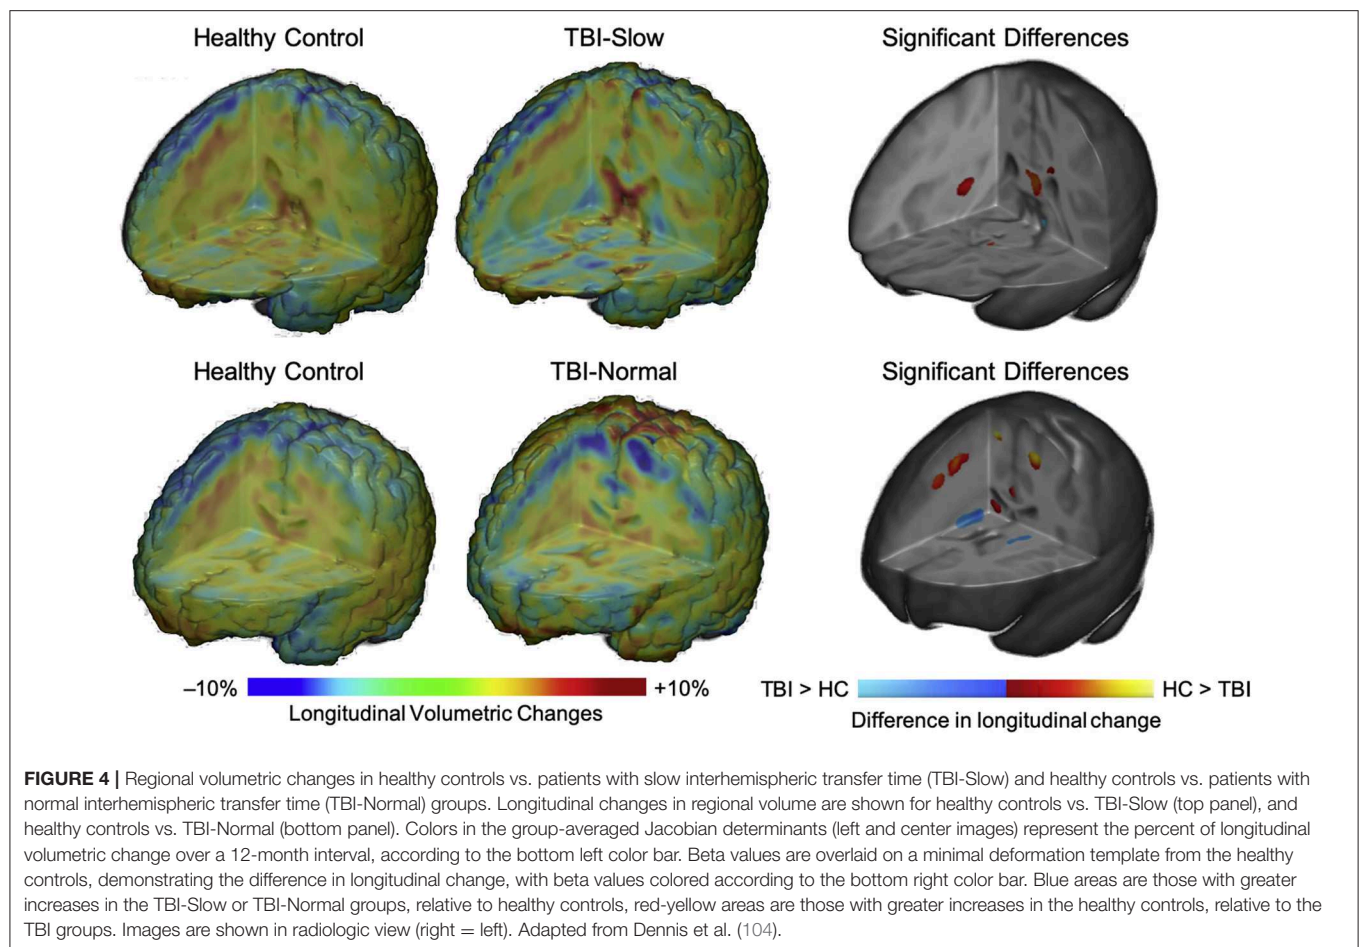 Healthy Control
TBI-Slow
Significant Differences
Healthy Control
TBI-Normal
Significant Differences
–10%
+10%
Longitudinal Volumetric Changes
TBI > HC
HC > TBI
Difference in longitudinal change
FIGURE 4 | Regional volumetric changes in healthy controls vs. patients with slow interhemispheric transfer time (TBI-Slow) and healthy controls vs. patients with
normal interhemispheric transfer time (TBI-Normal) groups. Longitudinal changes in regional volume are shown for healthy controls vs. TBI-Slow (top panel), and
healthy controls vs. TBI-Normal (bottom panel). Colors in the group-averaged Jacobian determinants (left and center images) represent the percent of longitudinal
volumetric change over a 12-month interval, according to the bottom left color bar. Beta values are overlaid on a minimal deformation template from the healthy
controls, demonstrating the difference in longitudinal change, with beta values colored according to the bottom right color bar. Blue areas are those with greater
increases in the TBI-Slow or TBI-Normal groups, relative to healthy controls, red-yellow areas are those with greater increases in the healthy controls, relative to the
TBI groups. Images are shown in radiologic view (right = left). Adapted from Dennis et al. (104).